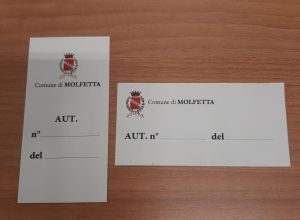 Comune di MOLFETTA
AUT.
n°
del
Comune di MOLFETTA
AUT. n° del